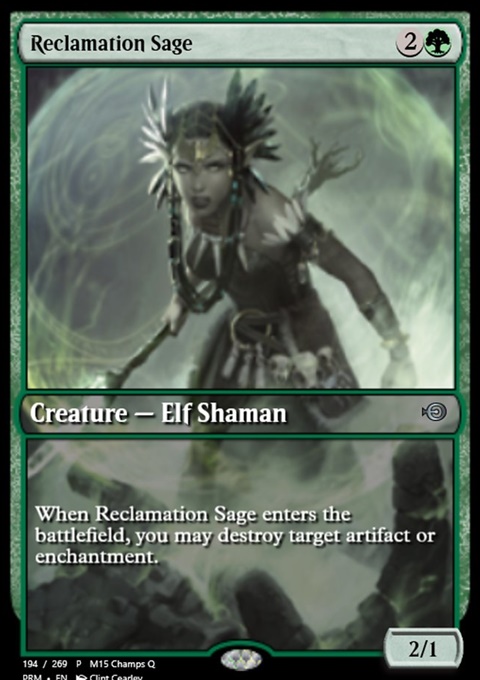 Reclamation Sage 2
Creature — Elf Shaman
When Reclamation Sage enters the
battlefield, you may destroy target artifact or
enchantment.
2/1
194 / 269 P M15 Champs Q
PRM • EN Clint Cearley